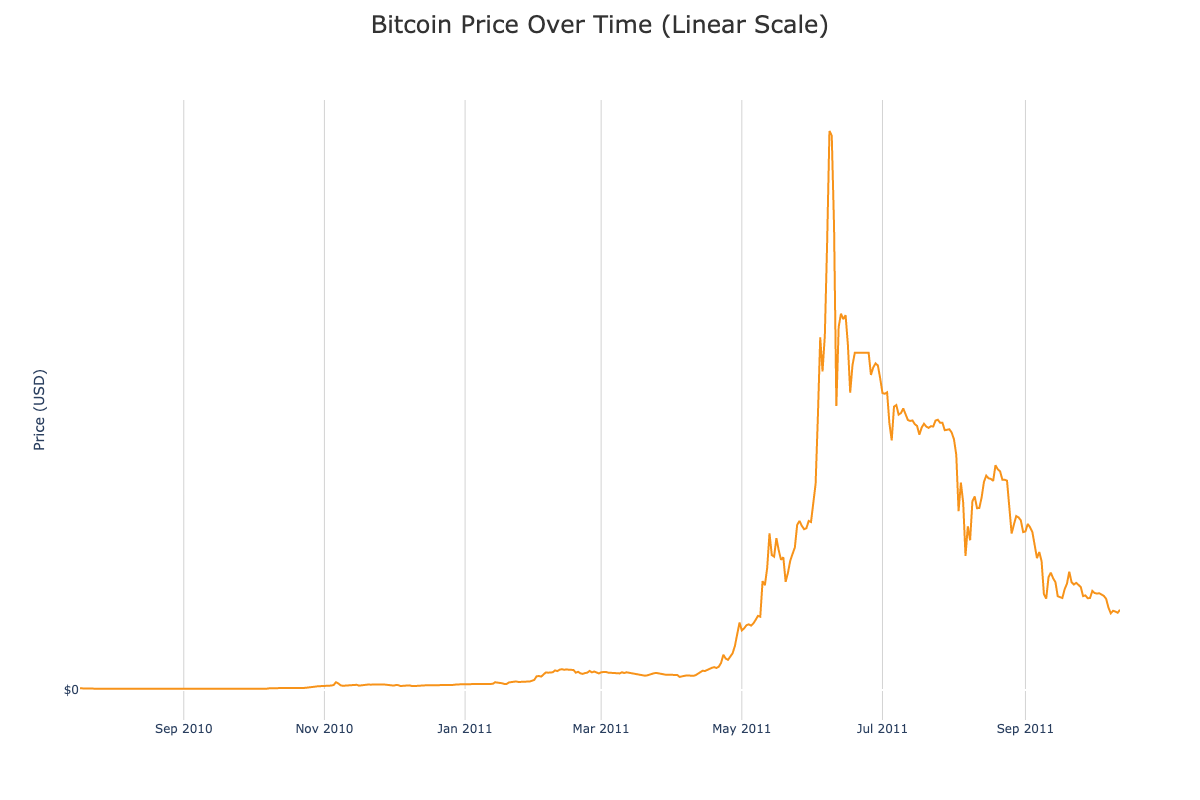 Bitcoin Price Over Time (Linear Scale)
Price (USD)
$0
Sep 2010
Nov 2010
Jan 2011
Mar 2011
May 2011
Jul 2011
Sep 2011